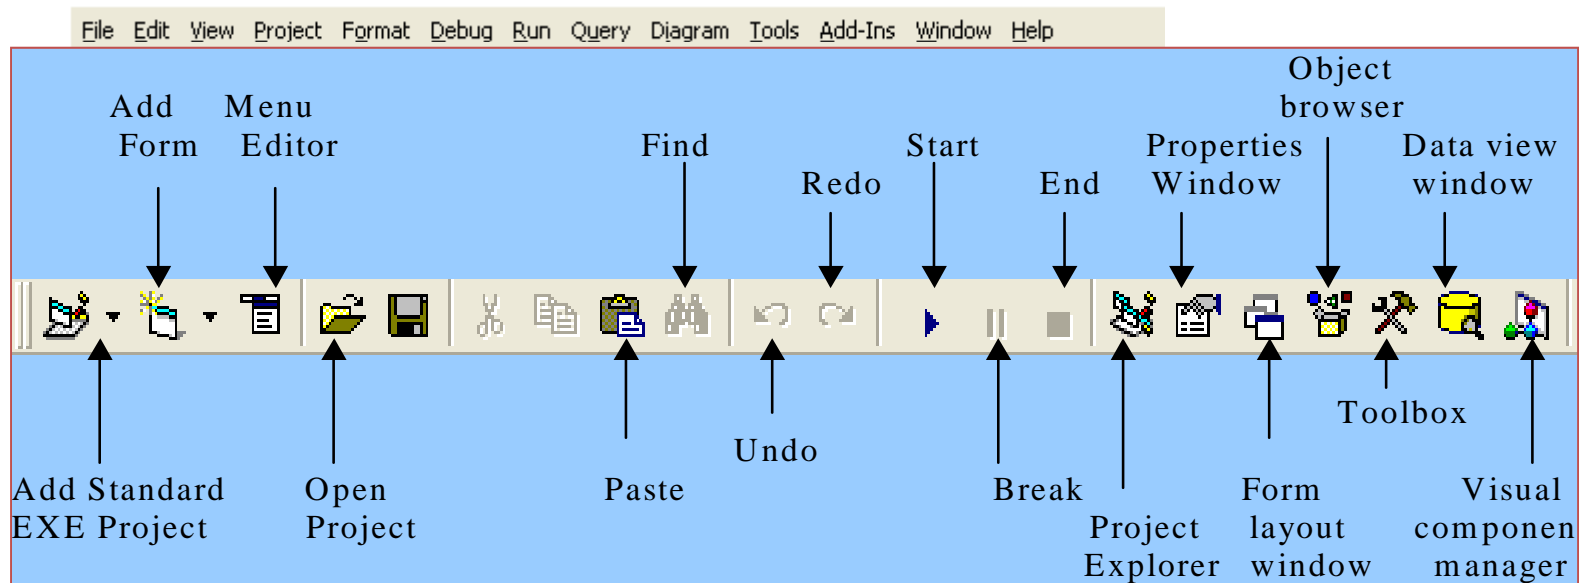 File Edit View Project Format Debug Run Query Diagram Tools Add-Ins Window Help
Object
browser
Add
Form
Menu
Editor
Find
Redo
Start
End
Properties
Window
Data view
window
Toolbox
Undo
Add Standard
EXE Project
Open
Project
Paste
Break
Project
Explorer
Form
layout
window
Visual
componen
manager